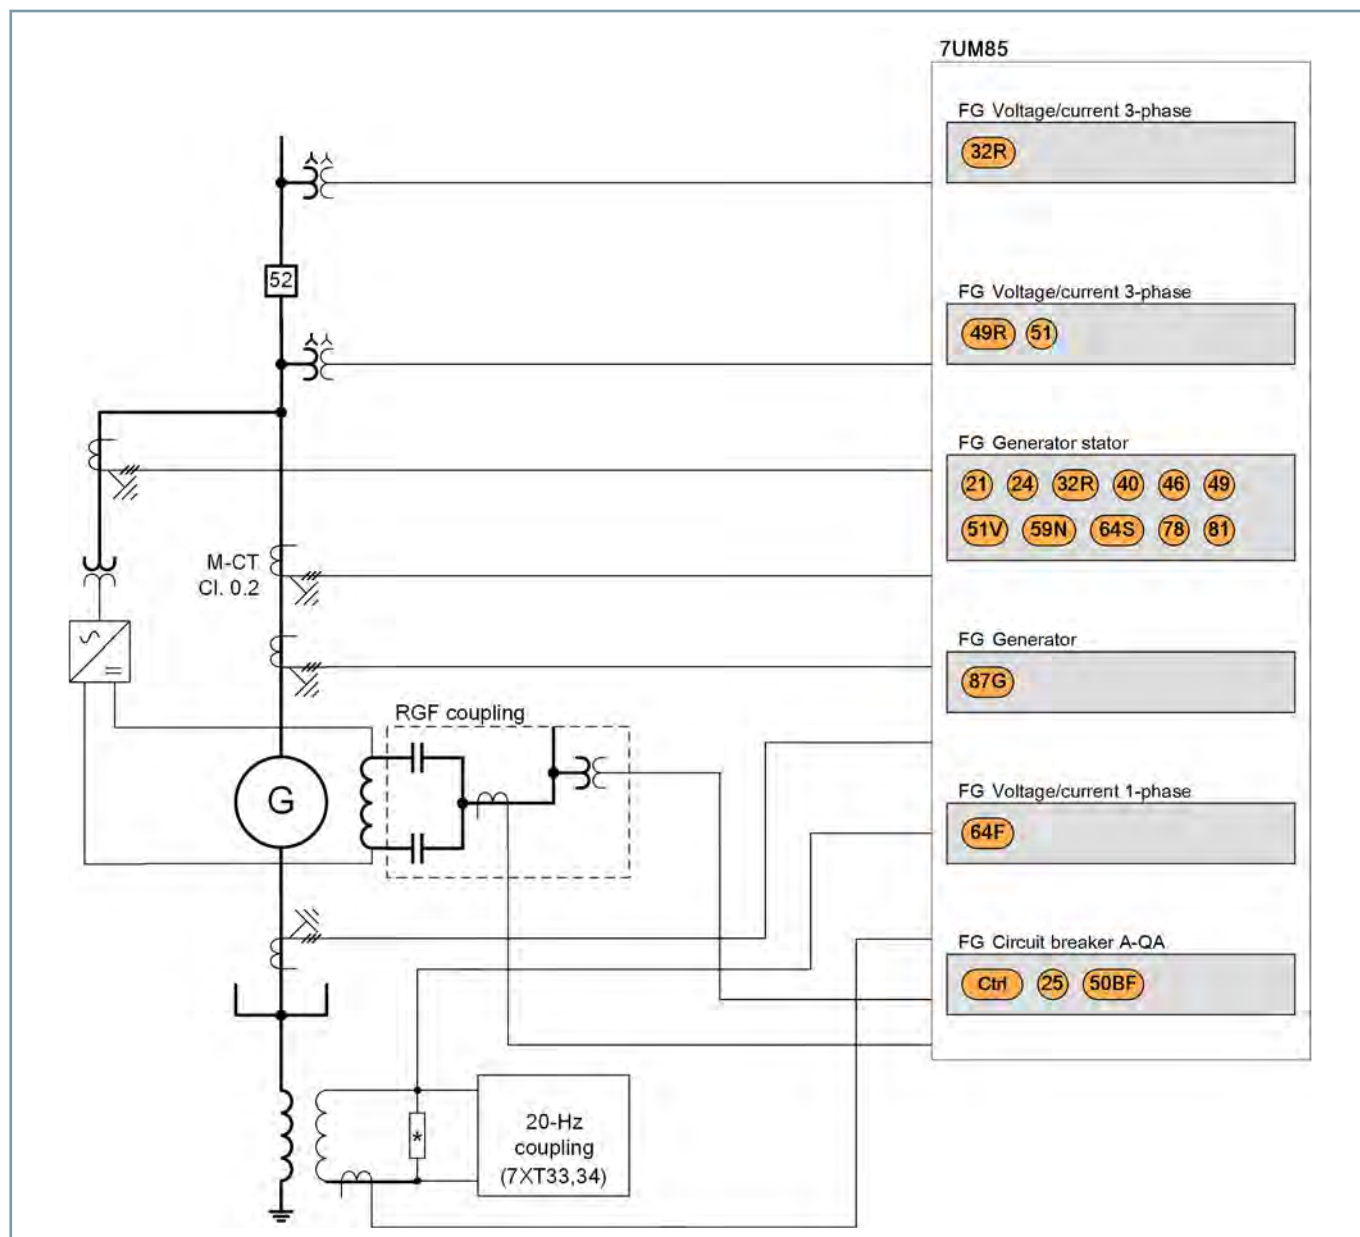 7UM85
FG Voltage/current 3-phase
32R
52
FG Voltage/current 3-phase
49R 51
FG Generator stator
21 24 32R 40 46 49
51V 59N 64S 78 81
M-CT
Cl. 0.2
FG Generator
87G
RGF coupling
G
FG Voltage/current 1-phase
64F
FG Circuit breaker A-QA
Ctrl 25 50BF
*
20-Hz
coupling
(7XT33,34)